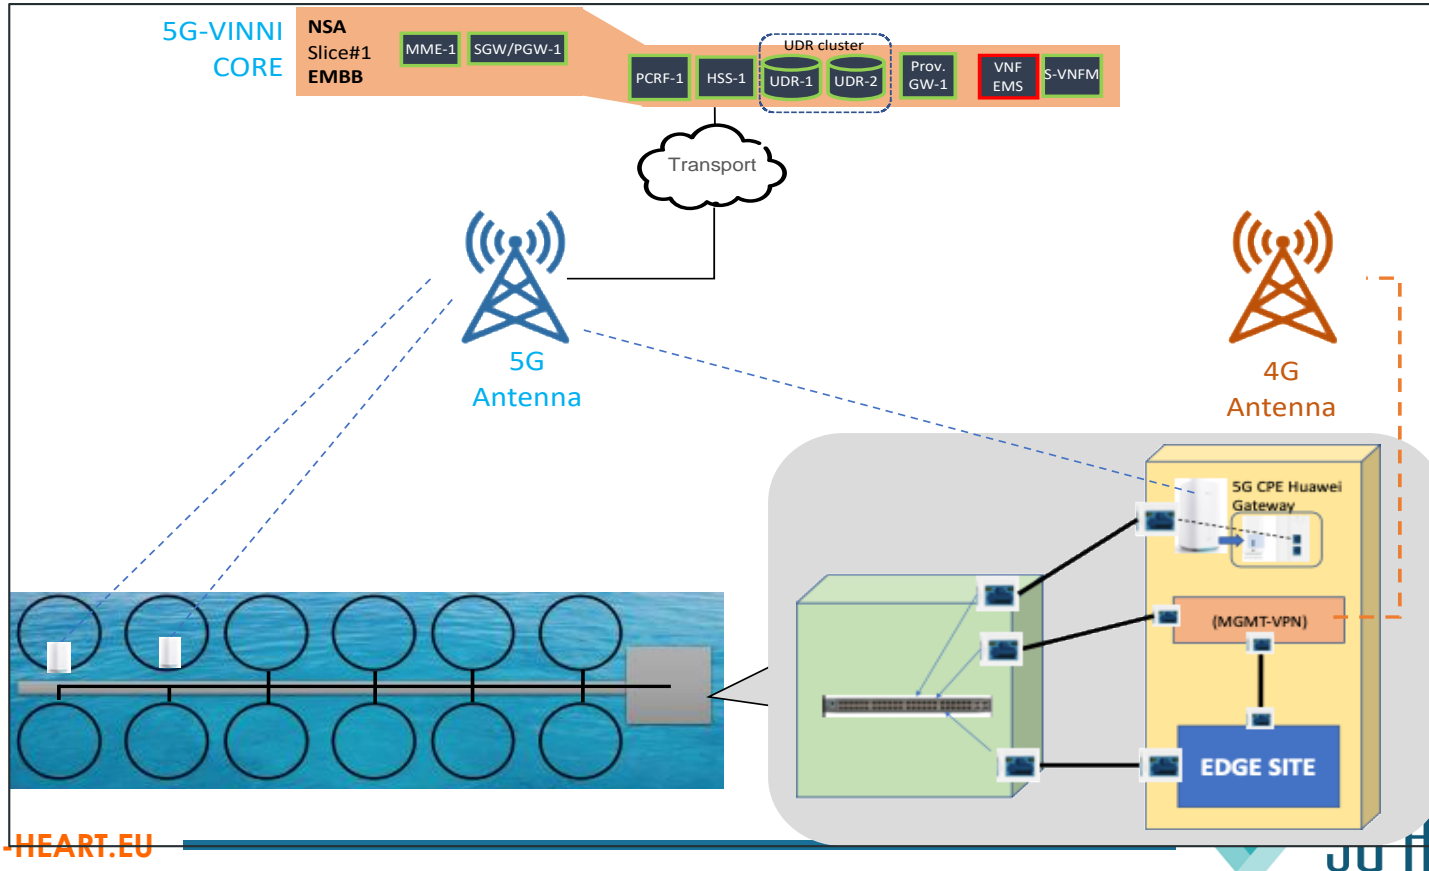 5G-VINNI
CORE
NSA
Slice#1
EMBB
MME-1
SGW/PGW-1
PCRF-1
HSS-1
UDR cluster
UDR-1
UDR-2
Prov.
GW-1
VNF
EMS
S-VNFM
Transport
5G
Antenna
4G
Antenna
5G CPE Huawei
Gateway
(MGMT-VPN)
EDGE SITE
-HEART.EU